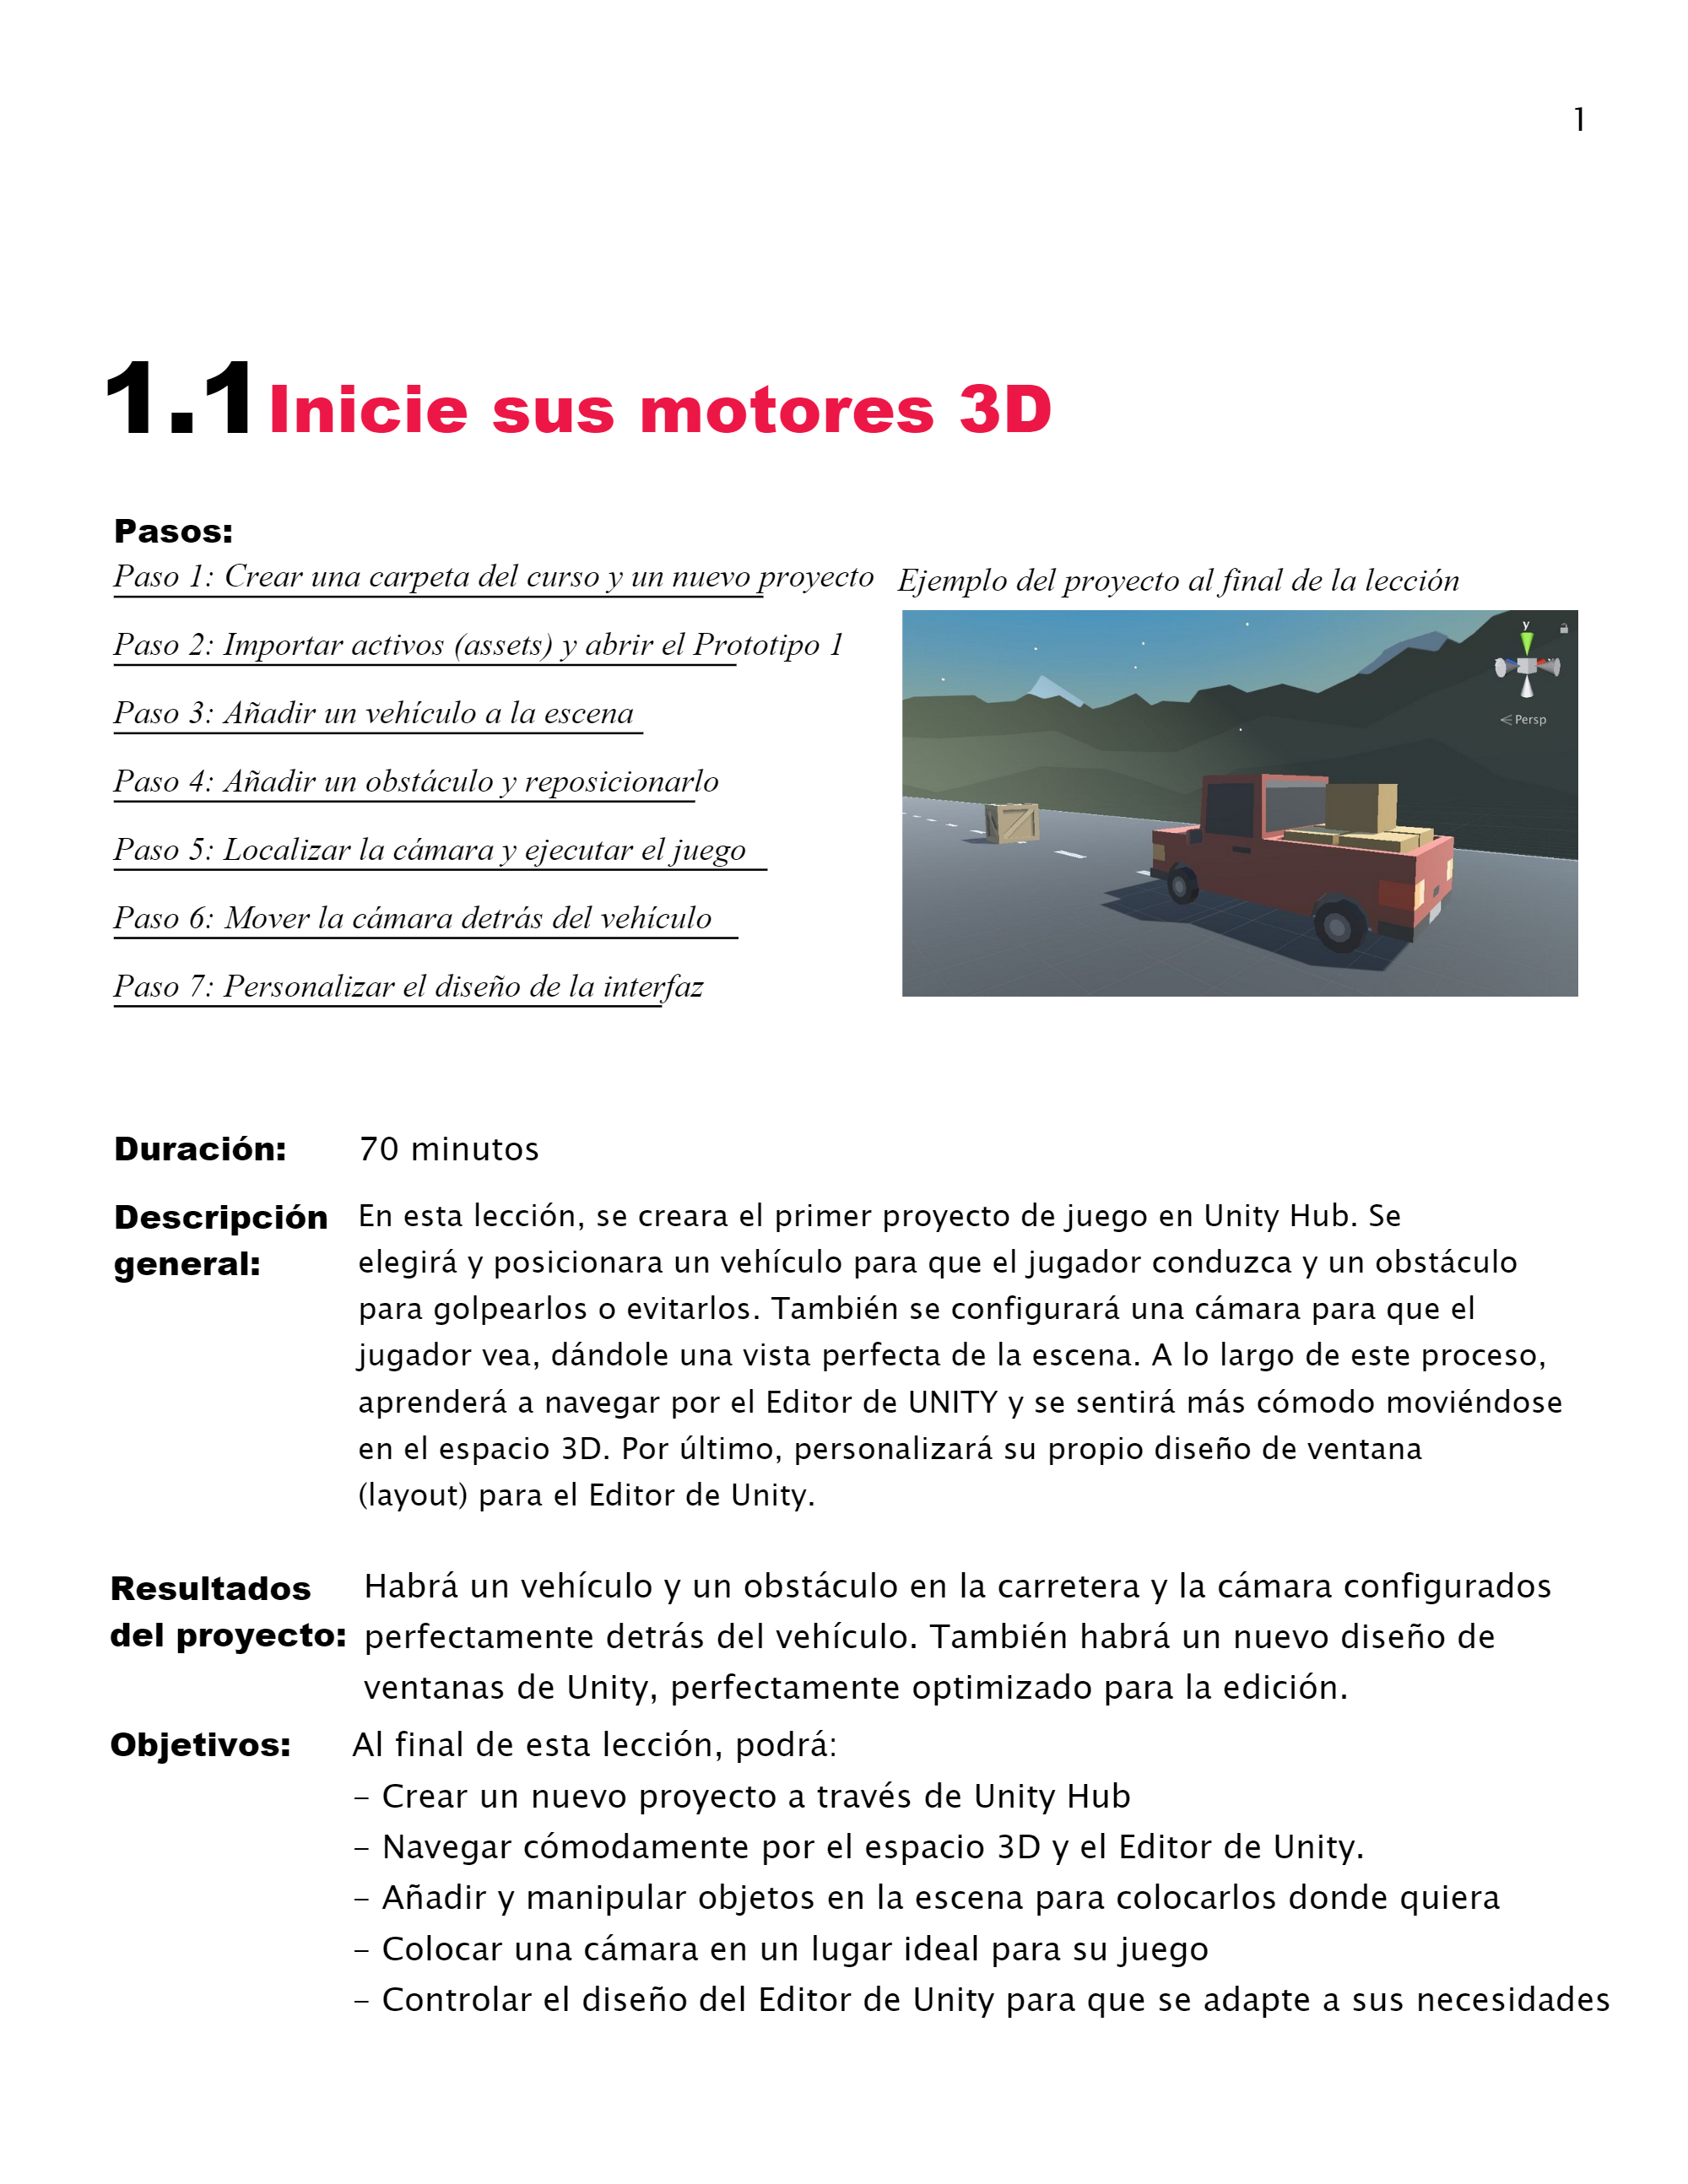 1
1.1 Inicie sus motores 3D
Pasos:
Paso 1: Crear una carpeta del curso y un nuevo proyecto
Paso 2: Importar activos (assets) y abrir el Prototipo 1
Paso 3: Añadir un vehículo a la escena
Paso 4: Añadir un obstáculo y reposicionarlo
Paso 5: Localizar la cámara y ejecutar el juego
Paso 6: Mover la cámara detrás del vehículo
Paso 7: Personalizar el diseño de la interfaz
Ejemplo del proyecto al final de la lección
y
Persp
Duración: 70 minutos
Descripción general:
En esta lección, se creara el primer proyecto de juego en Unity Hub. Se
elegirá y posicionara un vehículo para que el jugador conduzca y un obstáculo
para golpearlos o evitarlos. También se configurará una cámara para que el
jugador vea, dándole una vista perfecta de la escena. A lo largo de este proceso,
aprenderá a navegar por el Editor de UNITY y se sentirá más cómodo moviéndose
en el espacio 3D. Por último, personalizará su propio diseño de ventana
(layout) para el Editor de Unity.
Resultados
del proyecto:
Habrá un vehículo y un obstáculo en la carretera y la cámara configurados
perfectamente detrás del vehículo. También habrá un nuevo diseño de
ventanas de Unity, perfectamente optimizado para la edición.
Objetivos: Al final de esta lección, podrá:
– Crear un nuevo proyecto a través de Unity Hub
– Navegar cómodamente por el espacio 3D y el Editor de Unity.
– Añadir y manipular objetos en la escena para colocarlos donde quiera
– Colocar una cámara en un lugar ideal para su juego
– Controlar el diseño del Editor de Unity para que se adapte a sus necesidades